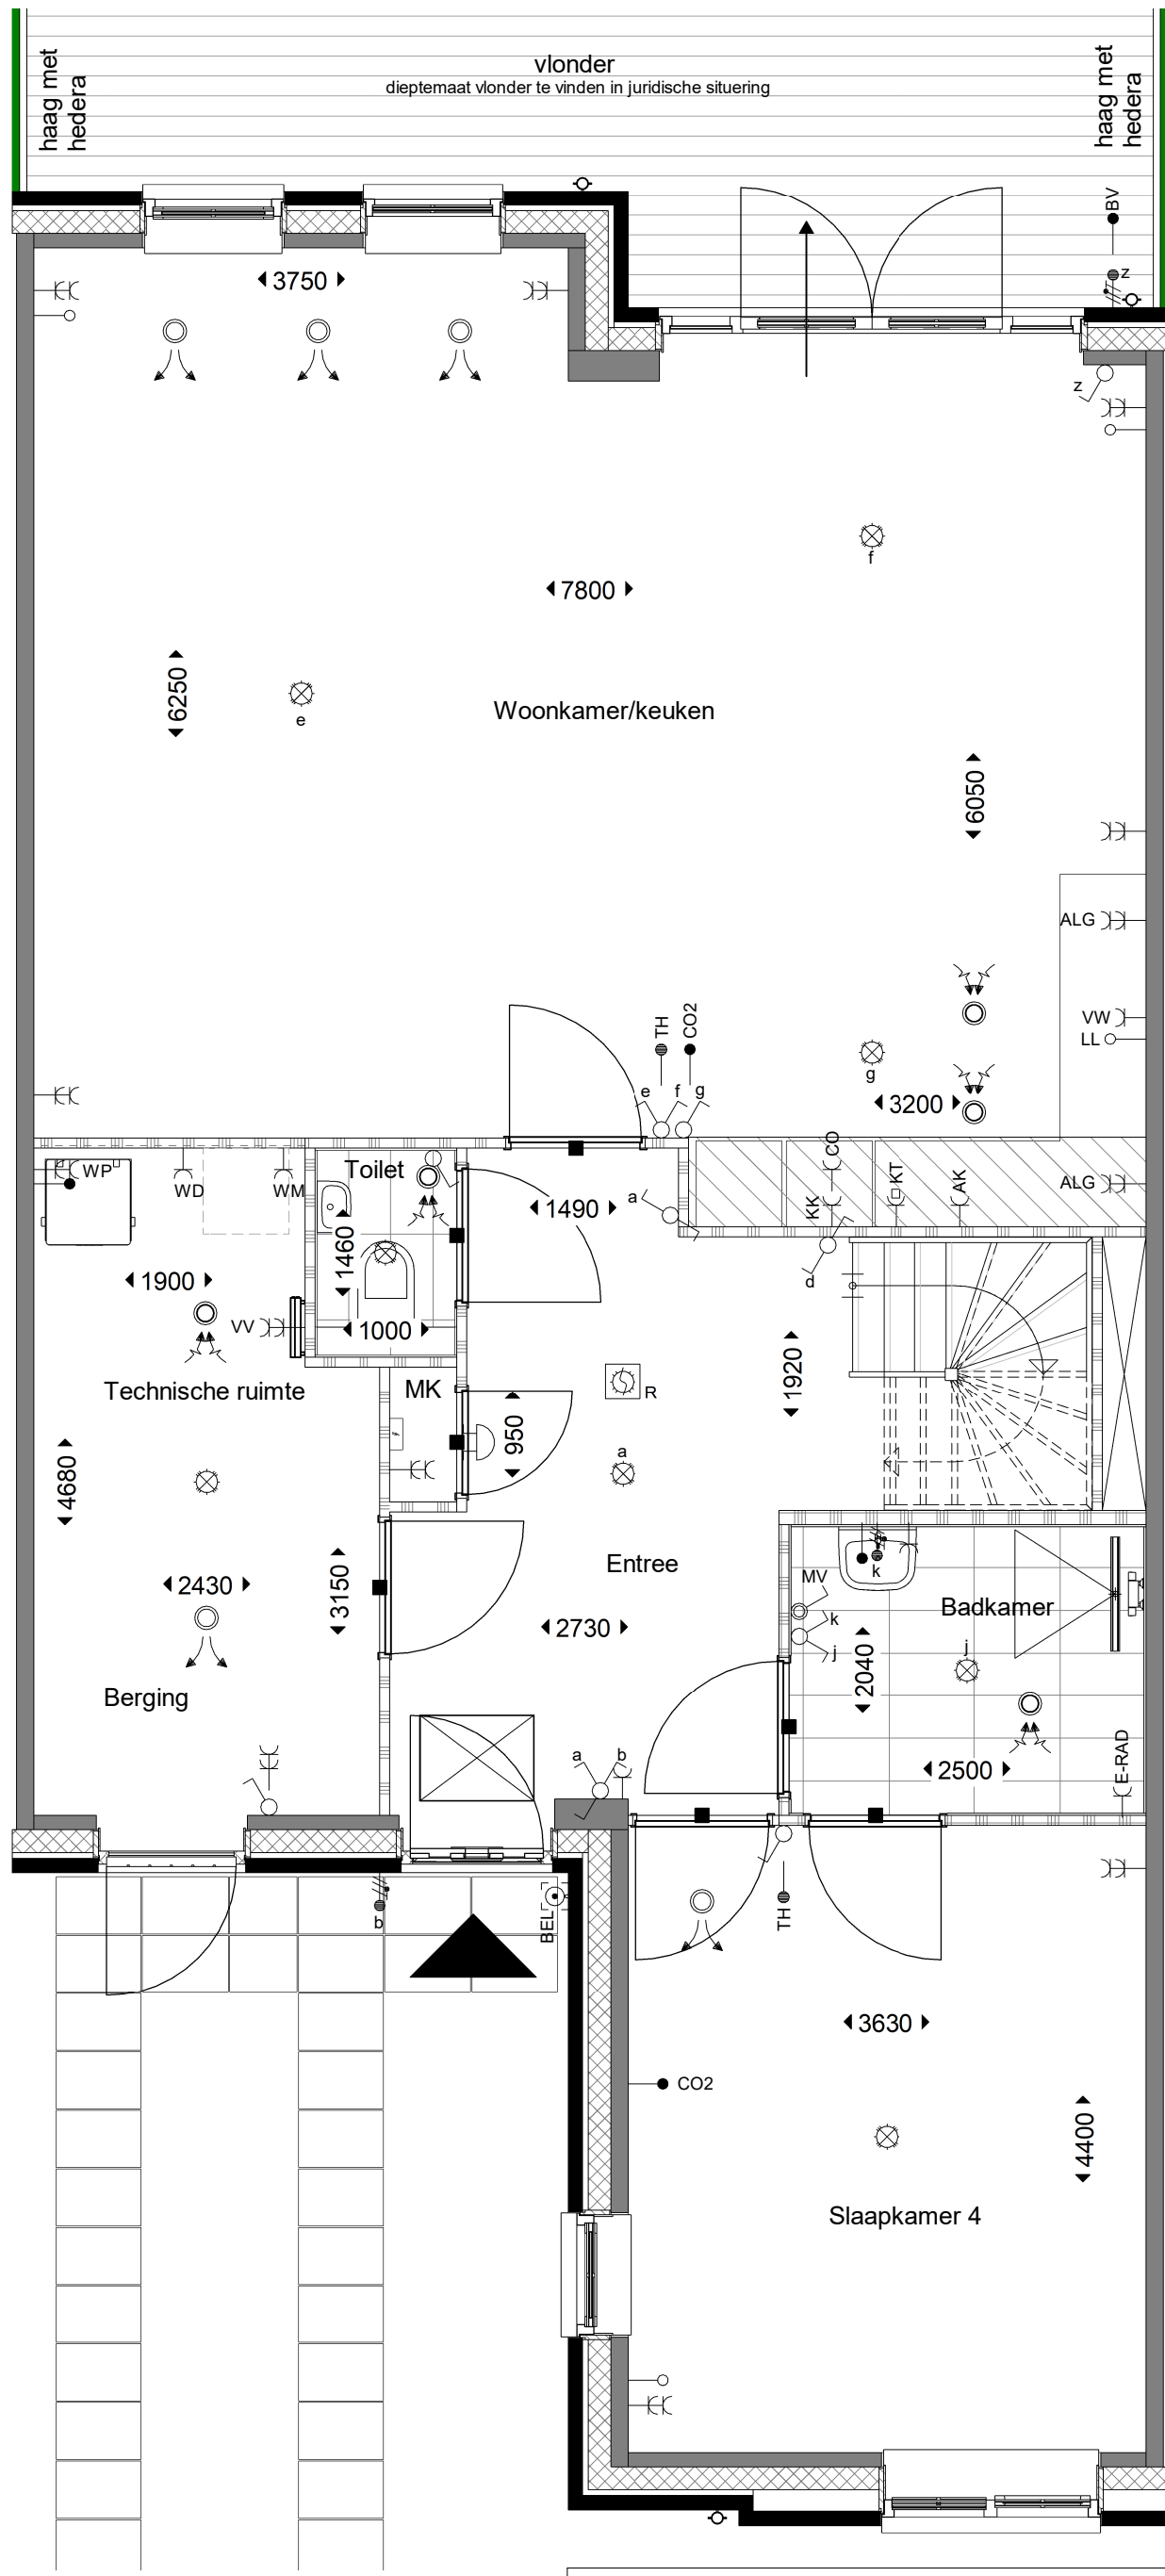 haag met
hedera
vlonder
dieptemaat vlonder te vinden in juridische situering
haag met
hedera
BV
z
3750
z
f
7800
6250
e
Woonkamer/keuken
6050
ALG
VW
LL
TH
CO2
e
f
g
g
3200
WP
WD
WM
Toilet
1460
1000
1490
a
CO
KK
KT
AK
ALG
d
1900
VV
Technische ruimte
MK
950
R
1920
a
4680
2430
3150
Entree
2730
MV
k
k
j
Badkamer
j
2040
2500
E-RAD
Berging
a
b
b
BEL
TH
3630
CO2
4400
Slaapkamer 4